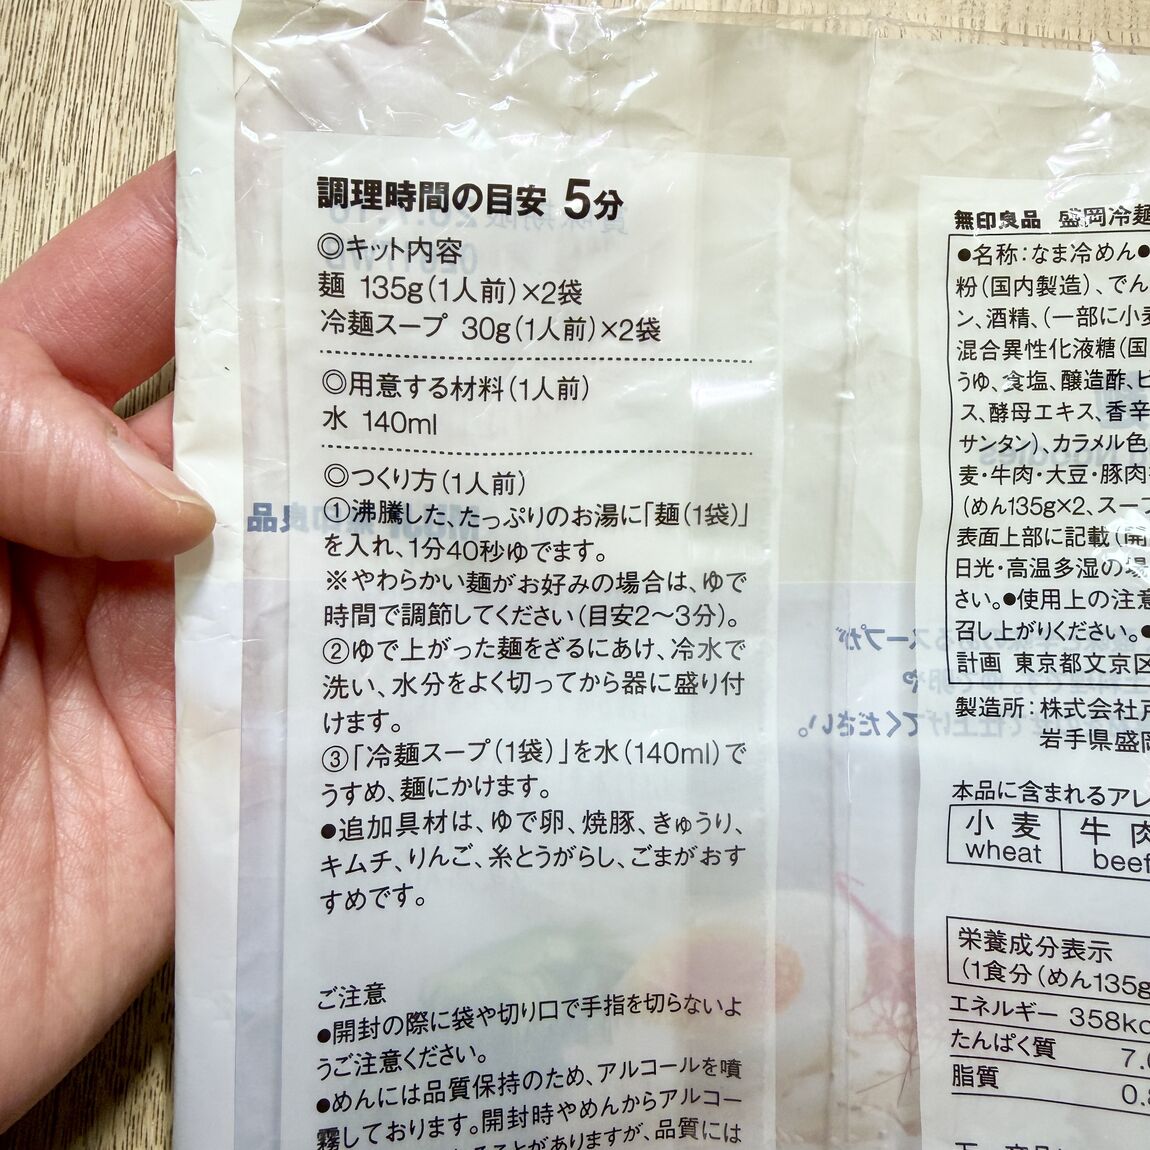 調理時間の目安 5分
◎キット内容
麺 135g(1人前)×2袋
冷麺スープ 30g(1人前)×2袋
◎用意する材料(1人前)
水 140ml
◎つくり方(1人前)
①沸騰した、たっぷりのお湯に「麺(1袋)」
を入れ、1分40秒ゆでます。
※やわらかい麺がお好みの場合は、ゆで
時間で調節してください(目安2〜3分)。
②ゆで上がった麺をざるにあけ、冷水で
洗い、水分をよく切ってから器に盛り付
けます。
③「冷麺スープ(1袋)」を水(140ml)で
うすめ、麺にかけます。
●追加具材は、ゆで卵、焼豚、きゅうり、
キムチ、りんご、糸とうがらし、ごまがおす
すめです。
ご注意
●開封の際に袋や切り口で手指を切らないよ
うご注意ください。
●めんには品質保持のため、アルコールを噴
霧しております。開封時やめんからアルコー
ことがありますが、品質には
無印良品 盛岡冷麺
●名称:なま冷めん●
粉(国内製造)、でん
ン、酒精、(一部に小麦
混合異性化液糖(国
うゆ、食塩、醸造酢、ビ
ス、酵母エキス、香辛
サンタン)、カラメル色
麦・牛肉・大豆・豚肉
(めん135g×2、スープ
表面上部に記載(開
日光・高温多湿の場
さい。●使用上の注意
召し上がりください。●
計画 東京都文京区
製造所:株式会社戸
岩手県盛岡
本品に含まれるアレ
小麦 牛肉
wheat beef
栄養成分表示
(1食分(めん135g
エネルギー 358kc
たんぱく質 7.
脂質 0.